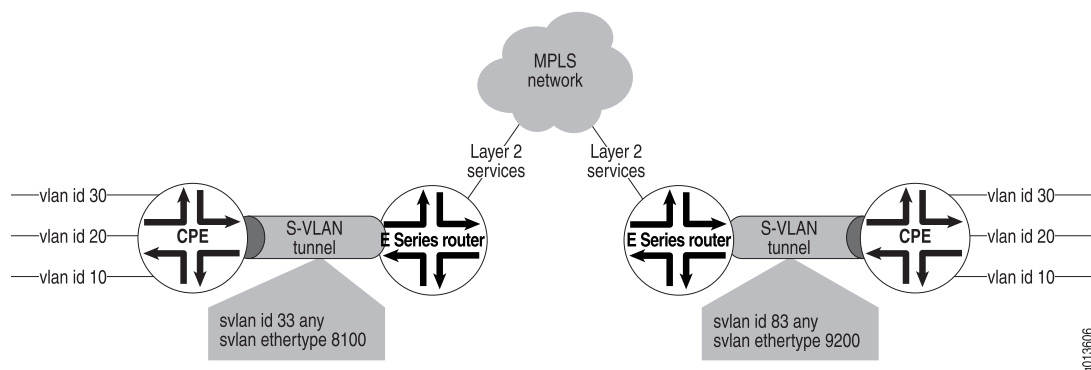 MPLS
network
Layer 2
services
Layer 2
services
vlan id 30
vlan id 20
vlan id 10
CPE
S-VLAN
tunnel
E Series router
E Series router
S-VLAN
tunnel
CPE
vlan id 30
vlan id 20
vlan id 10
svlan id 33 any
svlan ethertype 8100
svlan id 83 any
svlan ethertype 9200
g013606